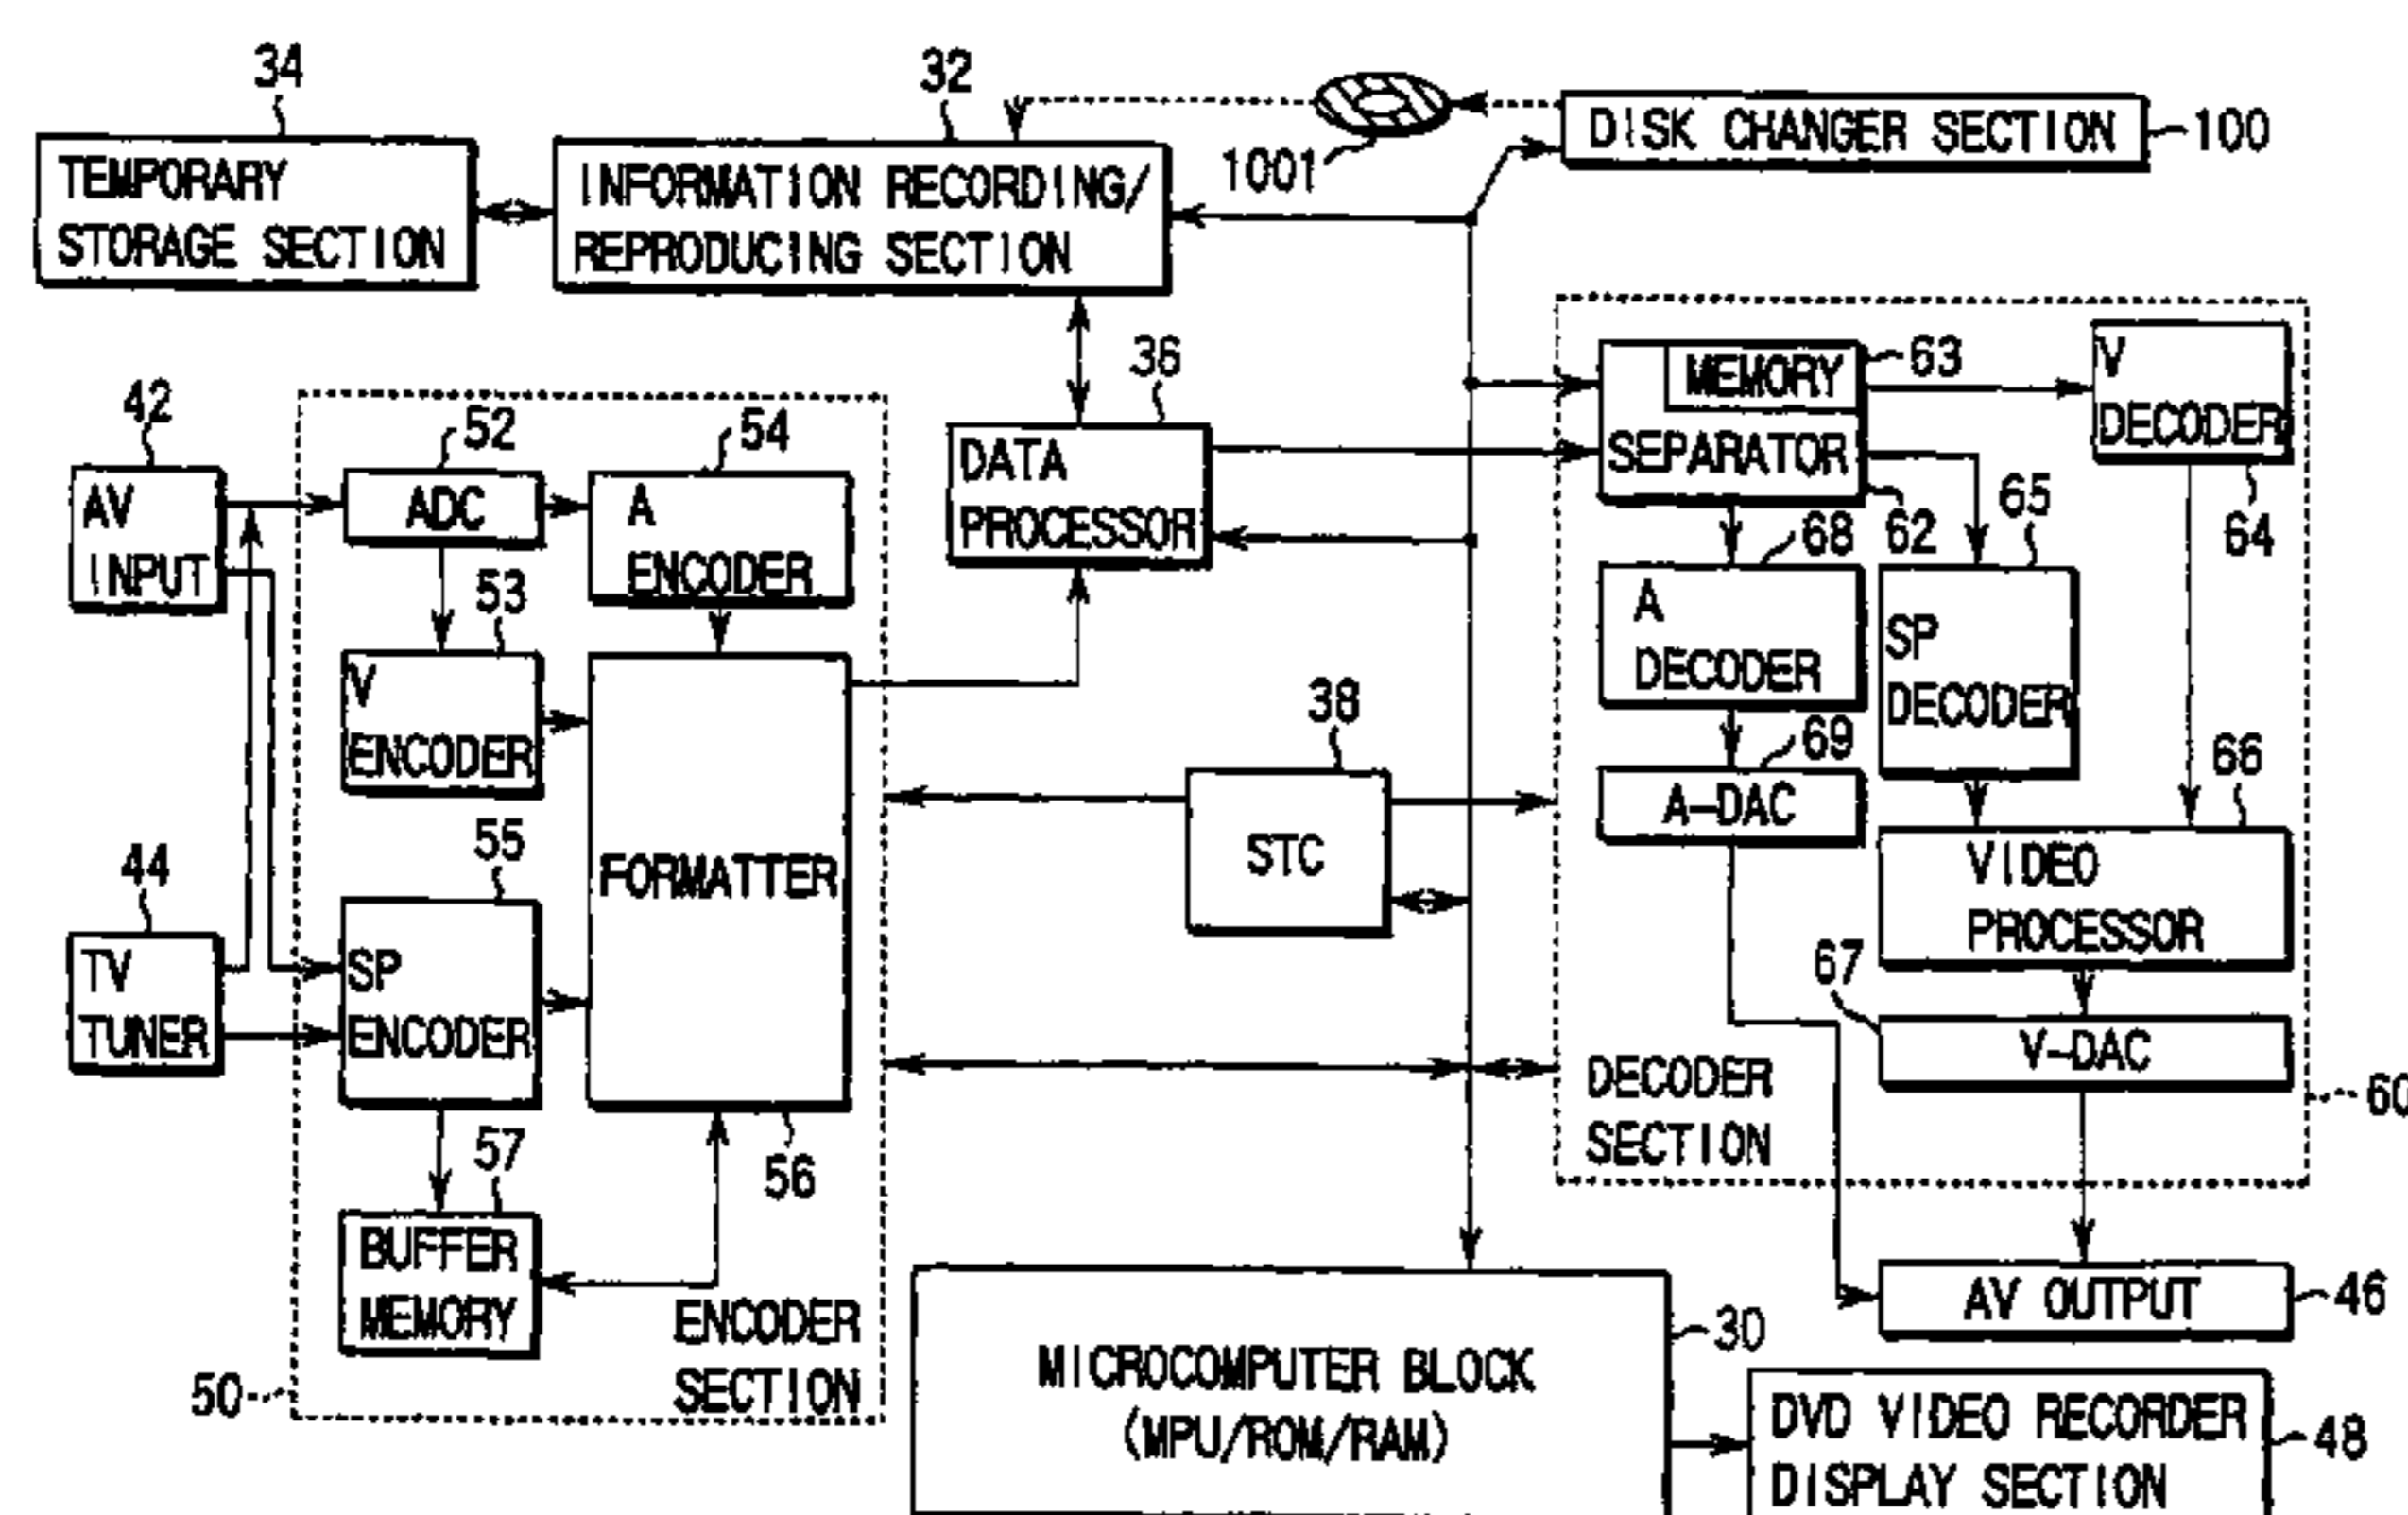 34
32
1001
DISK CHANGER SECTION
100
TEMPORARY
STORAGE SECTION
INFORMATION RECORDING/
REPRODUCING SECTION
42
52
54
36
63
MEMORY
SEPARATOR
62
V
DECODER
64
AV
INPUT
ADC
A
ENCODER
DATA
PROCESSOR
53
V
ENCODER
68
A
DECODER
65
SP
DECODER
38
STC
69
A-DAC
66
VIDEO
PROCESSOR
44
TV
TUNER
55
SP
ENCODER
FORMATTER
56
67
V-DAC
DECODER
SECTION
60
57
BUFFER
MEMORY
ENCODER
SECTION
50
AV OUTPUT
46
MICROCOMPUTER BLOCK
(MPU/ROM/RAM)
30
DVD VIDEO RECORDER
DISPLAY SECTION
48